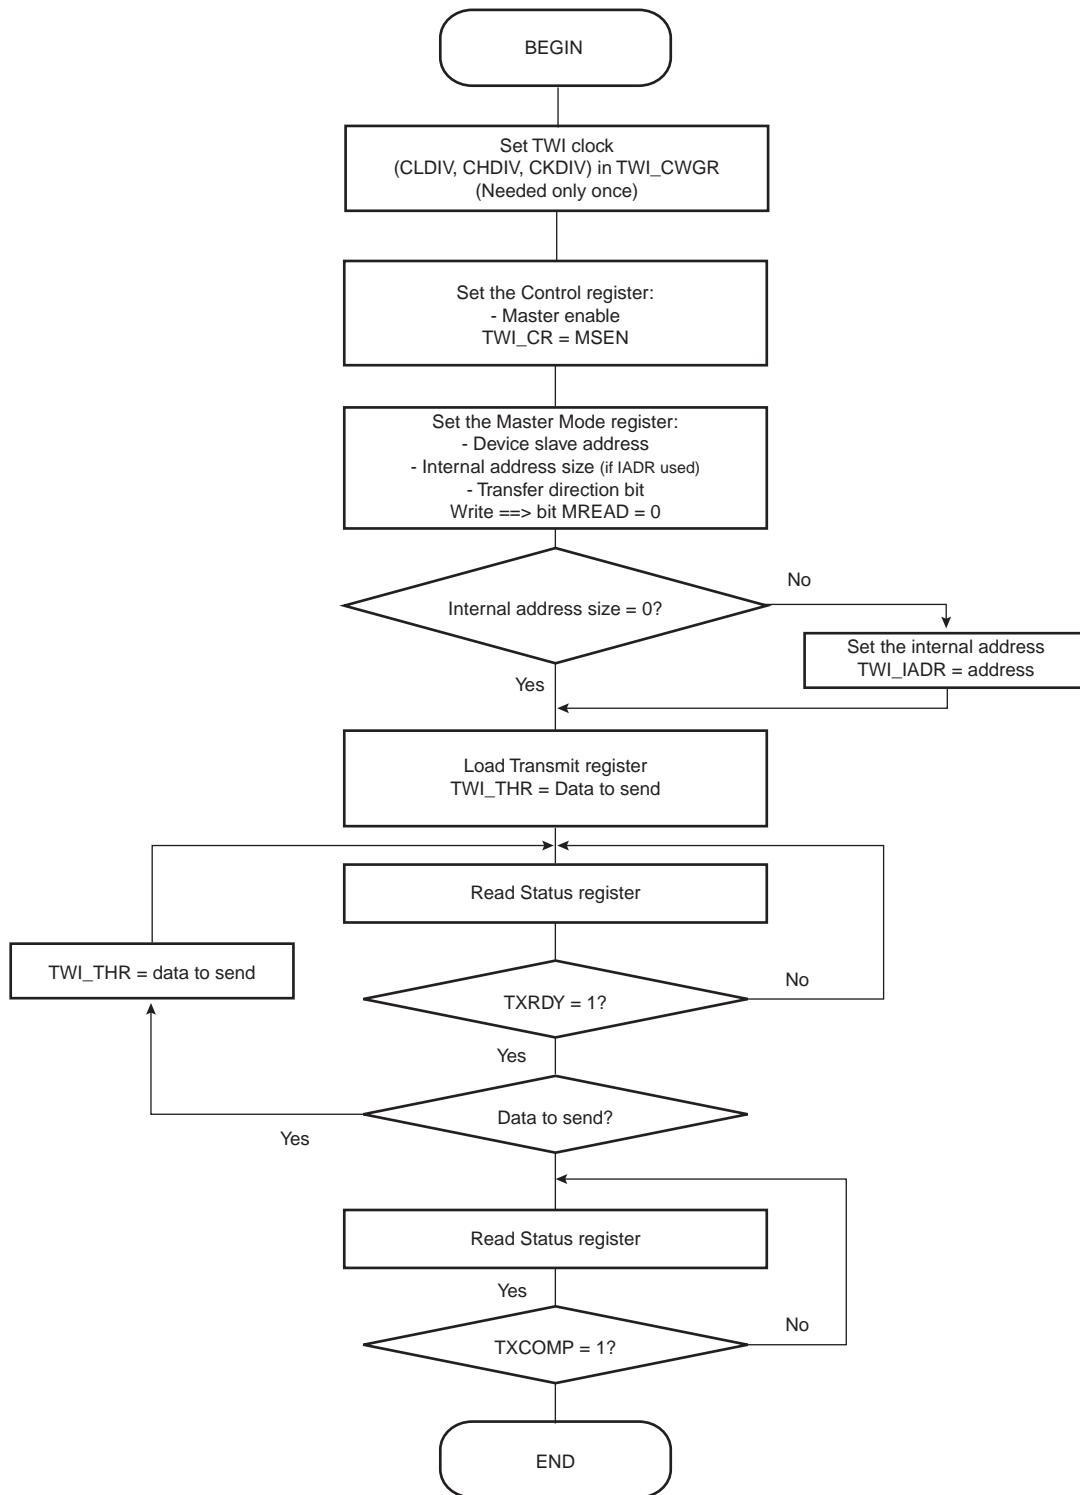 BEGIN
Set TWI clock
(CLDIV, CHDIV, CKDIV) in TWI_CWGR
(Needed only once)
Set the Control register:
- Master enable
TWI_CR = MSEN
Set the Master Mode register:
- Device slave address
- Internal address size (if IADR used)
- Transfer direction bit
Write ==> bit MREAD = 0
No
Internal address size = 0?
Set the internal address
TWI_IADR = address
Yes
Load Transmit register
TWI_THR = Data to send
Read Status register
TWI_THR = data to send
No
TXRDY = 1?
Yes
Data to send?
Yes
Read Status register
Yes
No
TXCOMP = 1?
END